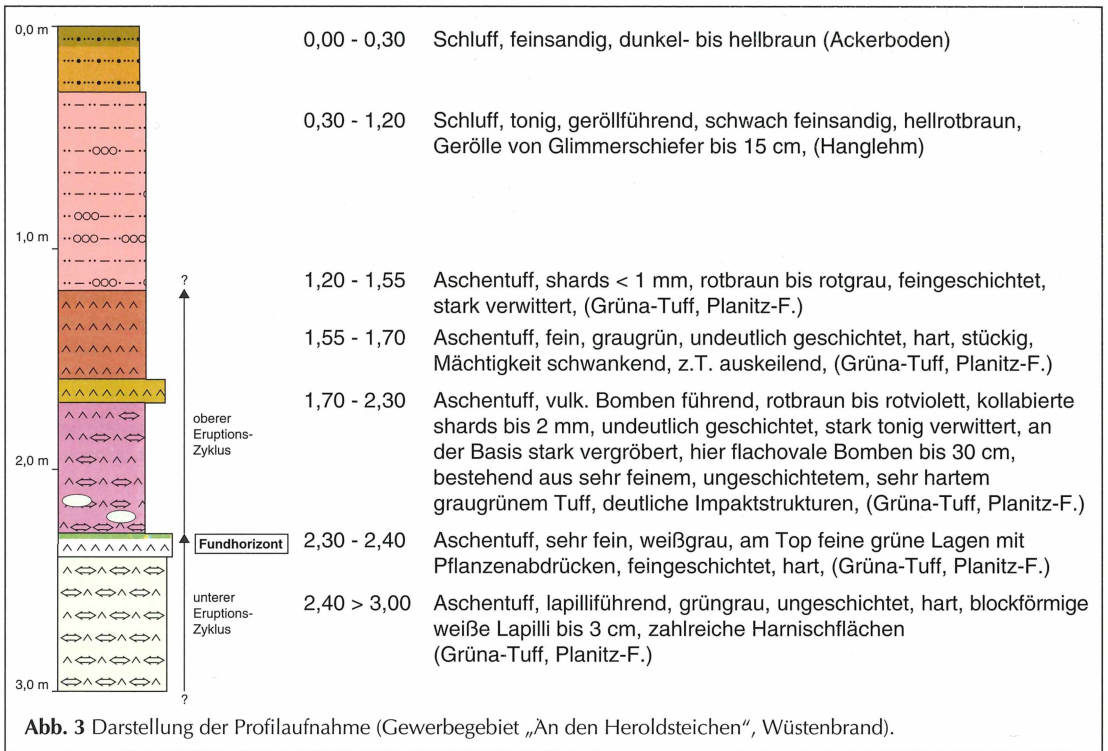 0,0 m
0,00 - 0,30 Schluff, feinsandig, dunkel- bis hellbraun (Ackerboden)
0,30 - 1,20 Schluff, tonig, geröllführend, schwach feinsandig, hellrotbraun,
Gerölle von Glimmerschiefer bis 15 cm, (Hanglehm)
1,0 m
?
1,20 - 1,55 Aschentuff, shards < 1 mm, rotbraun bis rotgrau, feingeschichtet,
stark verwittert, (Grüna-Tuff, Planitz-F.)
1,55 - 1,70 Aschentuff, fein, graugrün, undeutlich geschichtet, hart, stückig,
Mächtigkeit schwankend, z.T. auskeilend, (Grüna-Tuff, Planitz-F.)
oberer
Eruptions-
Zyklus
1,70 - 2,30 Aschentuff, vulk. Bomben führend, rotbraun bis rotviolett, kollabierte
shards bis 2 mm, undeutlich geschichtet, stark tonig verwittert, an
der Basis stark vergröbert, hier flachovale Bomben bis 30 cm,
bestehend aus sehr feinem, ungeschichtetem, sehr hartem
graugrünem Tuff, deutliche Impaktstrukturen, (Grüna-Tuff, Planitz-F.)
2,0 m
Fundhorizont
2,30 - 2,40 Aschentuff, sehr fein, weißgrau, am Top feine grüne Lagen mit
Pflanzenabdrücken, feingeschichtet, hart, (Grüna-Tuff, Planitz-F.)
unterer
Eruptions-
Zyklus
2,40 > 3,00 Aschentuff, lapilliführend, grüngrau, ungeschichtet, hart, blockförmige
weiße Lapilli bis 3 cm, zahlreiche Harnischflächen
(Grüna-Tuff, Planitz-F.)
3,0 m
?
Abb. 3 Darstellung der Profilaufnahme (Gewerbegebiet „An den Heroldsteichen“, Wüstenbrand).